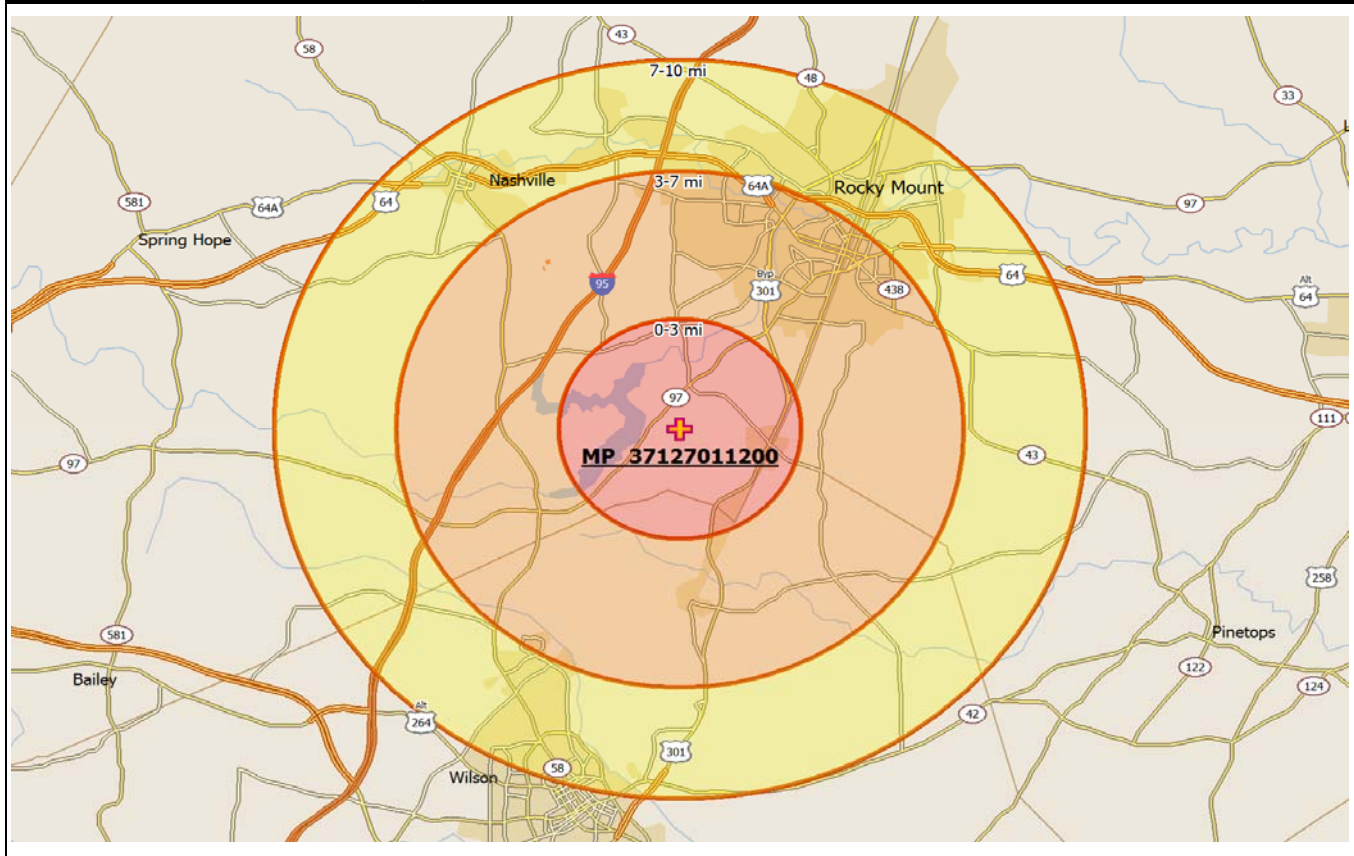 43
58
7-10 mi
48
33
L
Nashville
3-7 mi
64A
Rocky Mount
581
64A
64
97
Spring Hope
Byp
301
95
438
64
Alt
64
0-3 mi
97
111
MP 37127011200
97
43
258
581
Pinetops
122
Bailey
124
Alt
264
42
301
58
Wilson